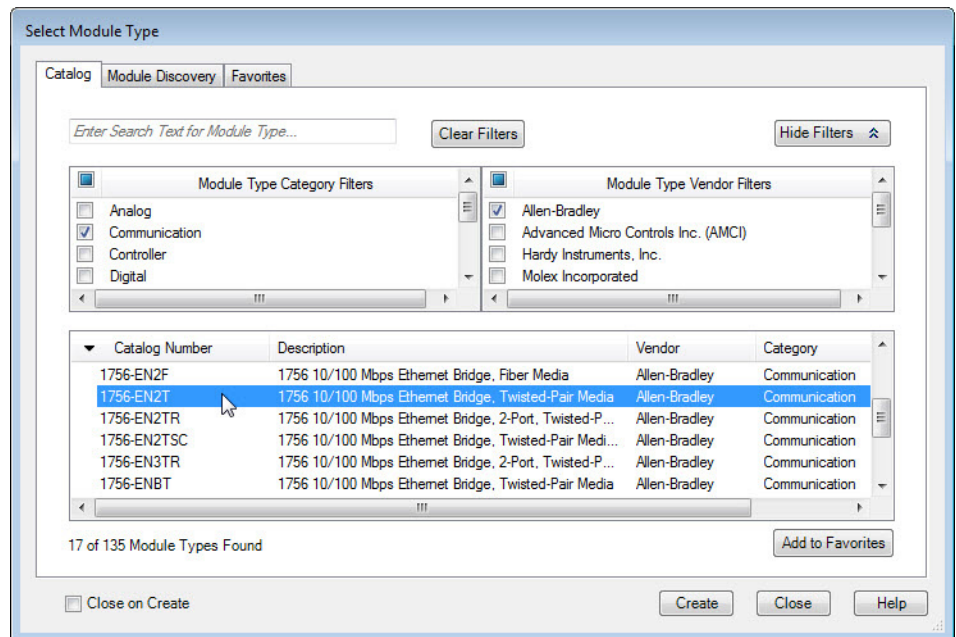 Select Module Type
Catalog Module Discovery Favorites
Enter Search Text for Module Type...
Clear Filters
Hide Filters
Module Type Category Filters
Analog
Communication
Controller
Digital
Module Type Vendor Filters
Allen-Bradley
Advanced Micro Controls Inc. (AMCI)
Hardy Instruments, Inc.
Molex Incorporated
Catalog Number Description Vendor Category
1756-EN2F 1756 10/100 Mbps Ethernet Bridge, Fiber Media Allen-Bradley Communication
1756-EN2T 1756 10/100 Mbps Ethernet Bridge, Twisted-Pair Media Allen-Bradley Communication
1756-EN2TR 1756 10/100 Mbps Ethernet Bridge, 2-Port, Twisted-P... Allen-Bradley Communication
1756-EN2TSC 1756 10/100 Mbps Ethernet Bridge, Twisted-Pair Medi... Allen-Bradley Communication
1756-EN3TR 1756 10/100 Mbps Ethernet Bridge, 2-Port, Twisted-P... Allen-Bradley Communication
1756-ENBT 1756 10/100 Mbps Ethernet Bridge, Twisted-Pair Media Allen-Bradley Communication
17 of 135 Module Types Found
Add to Favorites
Close on Create
Create
Close
Help